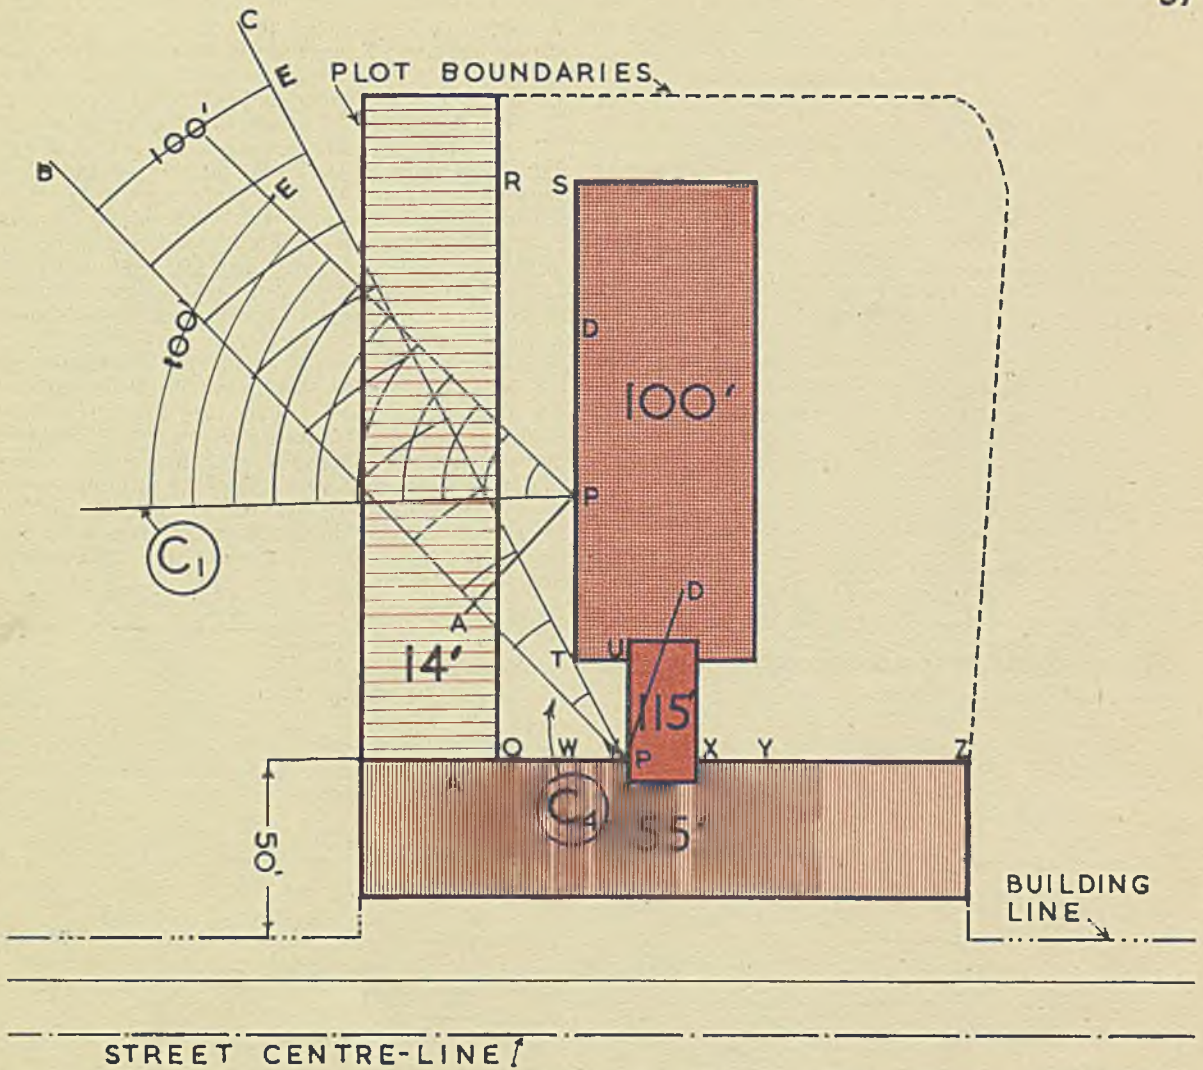 C
E PLOT BOUNDARIES
100'
B
E
R S
D
100'
100'
P
C1
D
A
14'
T U
115'
O W P X Y Z
C4 55'
50'
BUILDING
LINE
STREET CENTRE-LINE